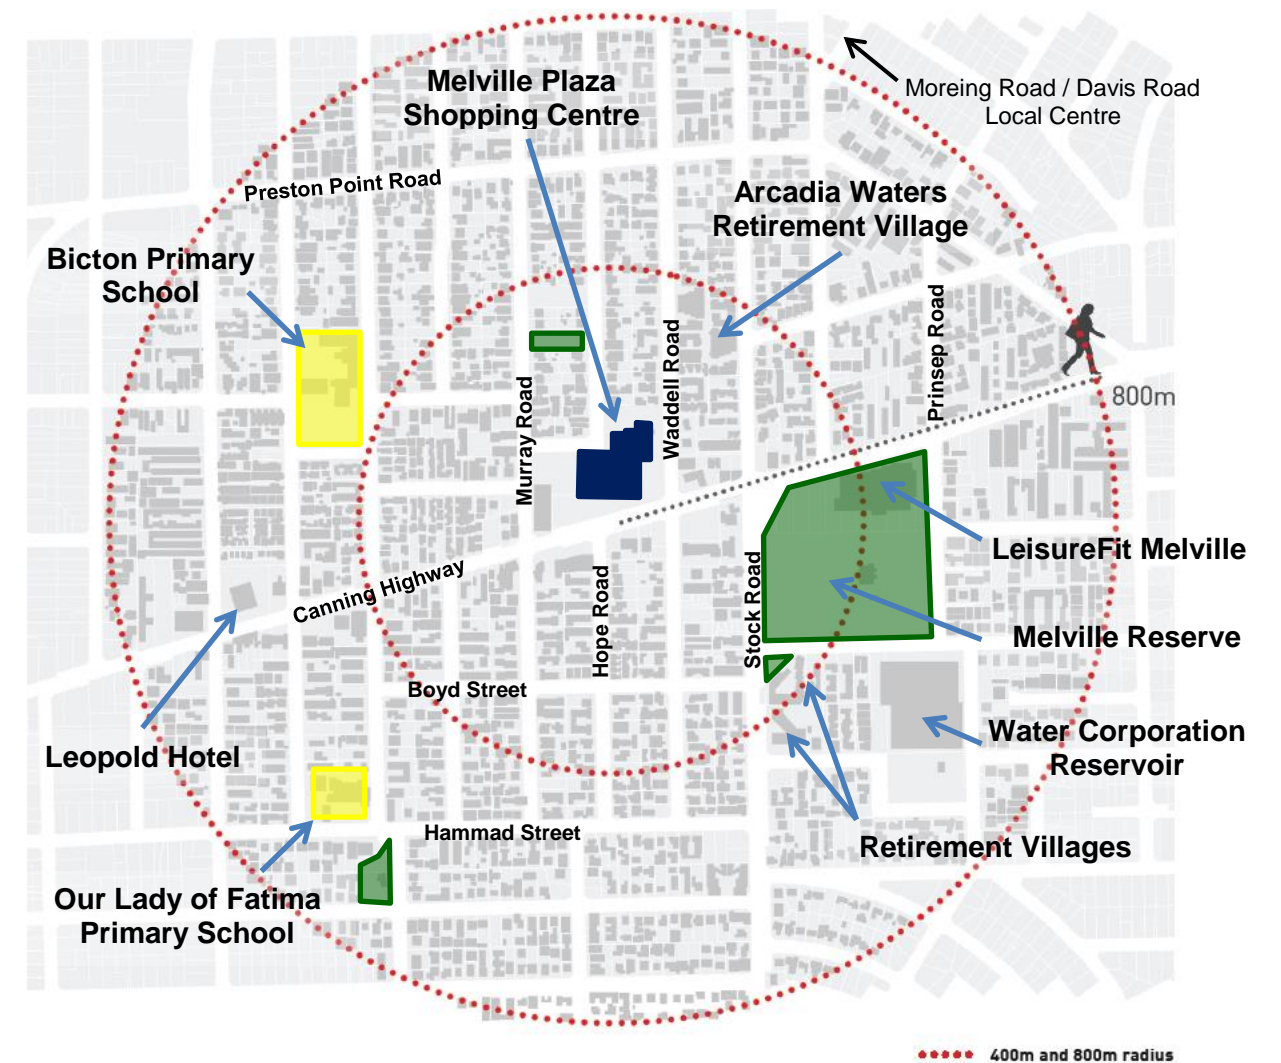 Melville Plaza
Shopping Centre
Moreing Road / Davis Road
Local Centre
Preston Point Road
Arcadia Waters
Retirement Village
Bicton Primary
School
Prinsep Road
Waddell Road
Murray Road
800m
LeisureFit Melville
Canning Highway
Hope Road
Stock Road
Melville Reserve
Boyd Street
Leopold Hotel
Water Corporation
Reservoir
Hammad Street
Retirement Villages
Our Lady of Fatima
Primary School
400m and 800m radius